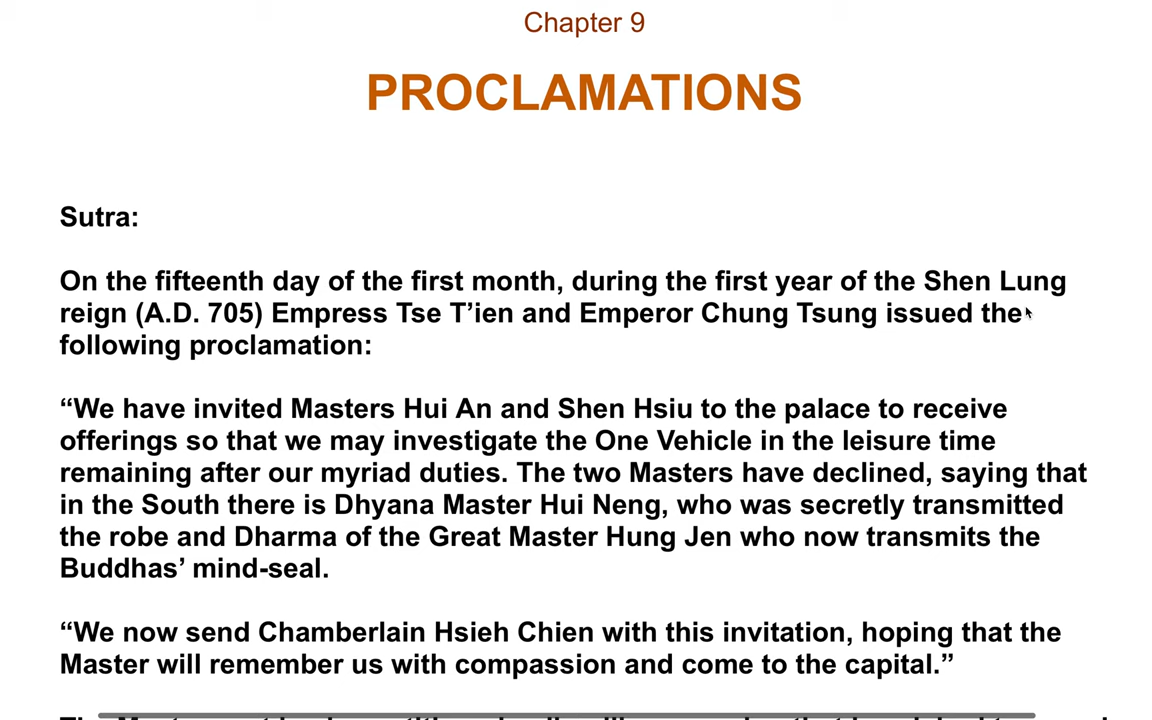 Chapter 9
PROCLAMATIONS
Sutra:
On the fifteenth day of the first month, during the first year of the Shen Lung
reign (A.D. 705) Empress Tse T’ien and Emperor Chung Tsung issued the
following proclamation:
“We have invited Masters Hui An and Shen Hsiu to the palace to receive
offerings so that we may investigate the One Vehicle in the leisure time
remaining after our myriad duties. The two Masters have declined, saying that
in the South there is Dhyana Master Hui Neng, who was secretly transmitted
the robe and Dharma of the Great Master Hung Jen who now transmits the
Buddhas’ mind-seal.
“We now send Chamberlain Hsieh Chien with this invitation, hoping that the
Master will remember us with compassion and come to the capital.”